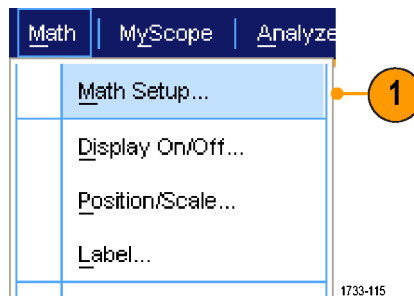 Math MyScope Analyze
Math Setup...
1
Display On/Off...
Position/Scale...
Label...
1733-115